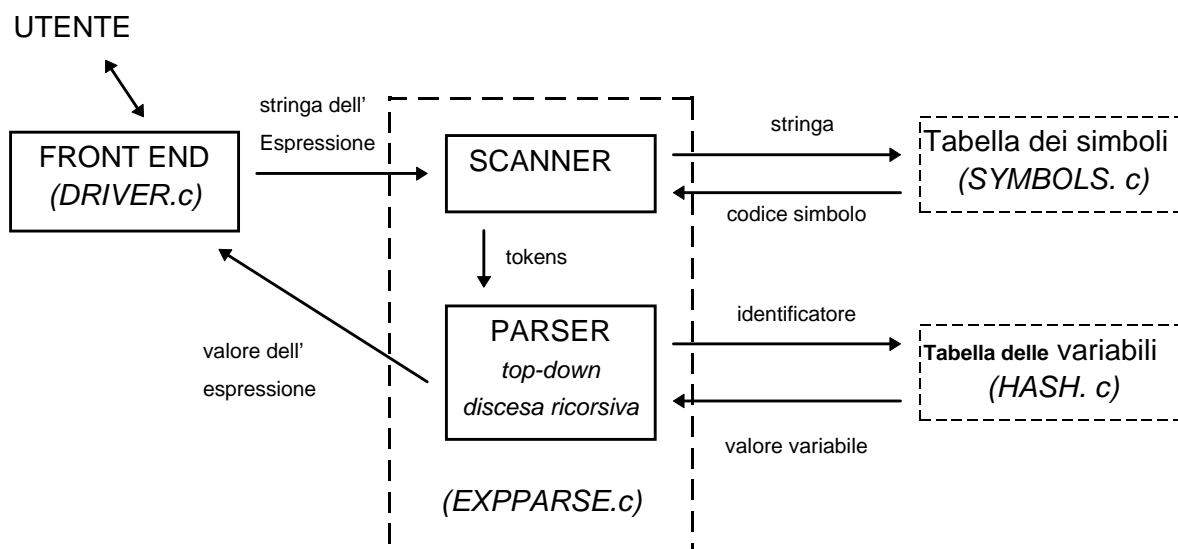 UTENTE
stringa dell’
Espressione
FRONT END
(DRIVER.c)
SCANNER
stringa
codice simbolo
Tabella dei simboli
(SYMBOLS. c)
tokens
PARSER
top-down
discesa ricorsiva
identificatore
valore variabile
Tabella delle variabili
(HASH. c)
valore dell’
espressione
(EXPPARSE.c)